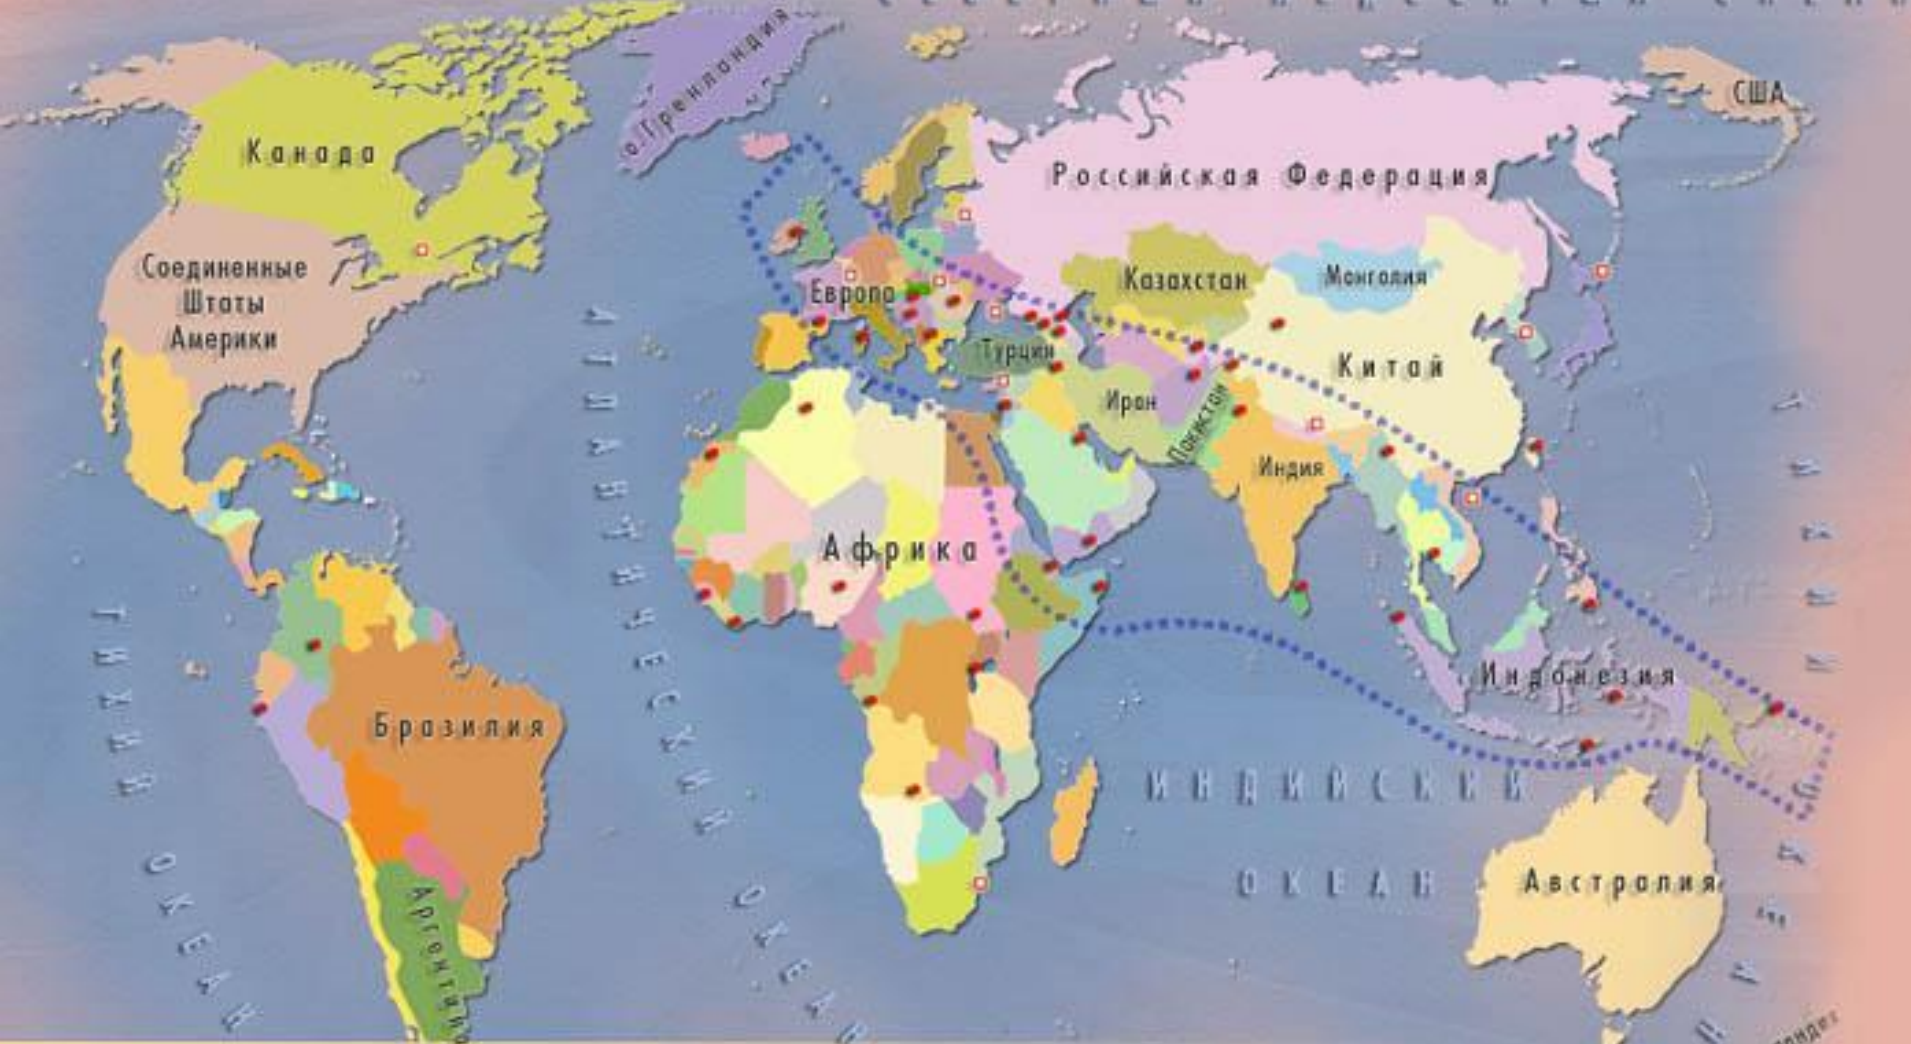 о. Гренландия
США
Канада
Российская Федерация
Соединенные
Штаты
Америки
Казахстан
Монголия
Европа
Турция
Китай
Иран
Пакистан
Индия
Африка
Индонезия
Бразилия
Аргентин
Австралия
ИНДИЙСКИЙ
ОКЕАН
АТЛАНТИЧЕСКИЙ
ОКЕАН
ТИХИЙ
ОКЕАН